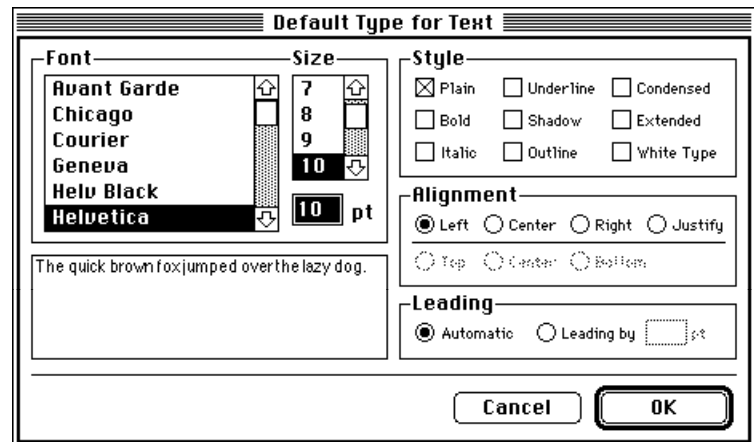 Default Type for Text
Font
Avant Garde
Chicago
Courier
Geneva
Helv Black
Helvetica
Size
7
8
9
10
10 pt
The quick brown fox jumped over the lazy dog.
Style
Plain Underline Condensed
Bold Shadow Extended
Italic Outline White Type
Alignment
Left Center Right Justify
Top Center Bottom
Leading
Automatic Leading by pt
Cancel OK